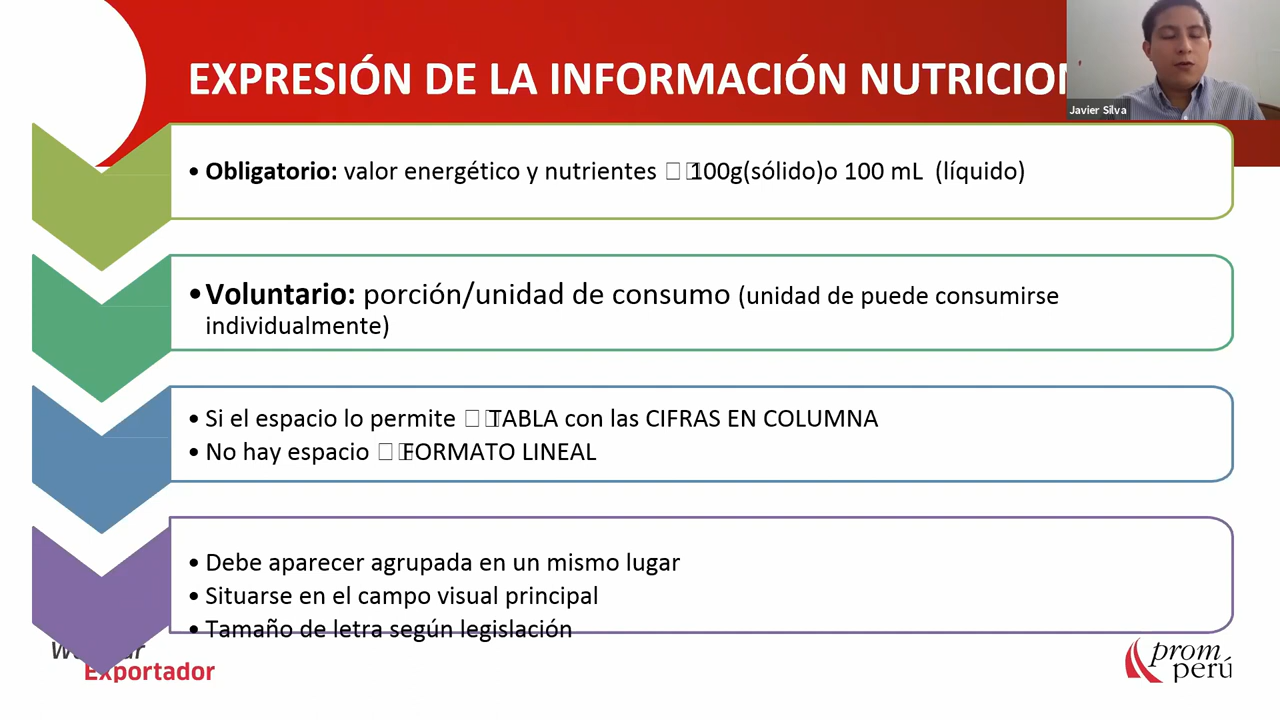 EXPRESIÓN DE LA INFORMACIÓN NUTRICION
Javier Silva
• Obligatorio: valor energético y nutrientes □□100g(sólido)o 100 mL (líquido)
•Voluntario: porción/unidad de consumo (unidad de puede consumirse
individualmente)
• Si el espacio lo permite □□TABLA con las CIFRAS EN COLUMNA
• No hay espacio □□FORMATO LINEAL
• Debe aparecer agrupada en un mismo lugar
• Situarse en el campo visual principal
• Tamaño de letra según legislación
Exportador
prom
perú